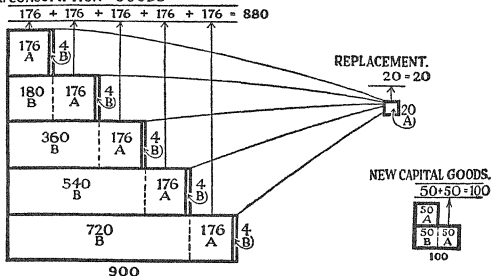 176 + 176 + 176 + 176 + 176 = 880
176 A
4 B
180 B
176 A
4 B
360 B
176 A
4 B
540 B
176 A
4 B
720 B
176 A
4 B
900
REPLACEMENT.
20 = 20
20 A
NEW CAPITAL GOODS.
50+50=100
50 A
50 B
50 A
100